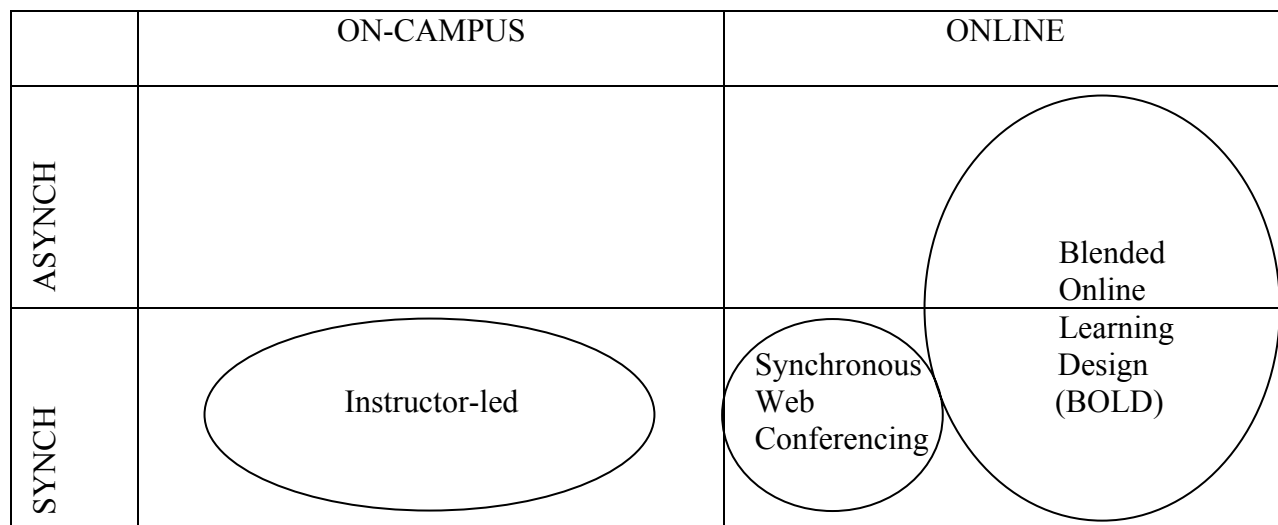 ON-CAMPUS
ONLINE
ASYNCH
Blended
Online
Learning
Design
(BOLD)
SYNCH
Instructor-led
Synchronous
Web
Conferencing